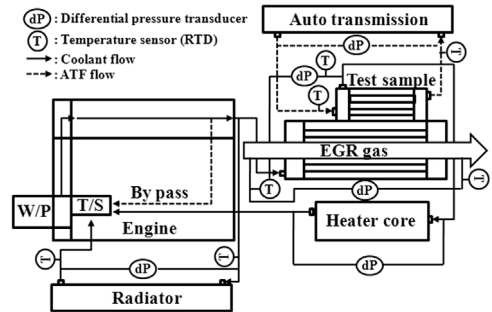 dP : Differential pressure transducer
T : Temperature sensor (RTD)
: Coolant flow
: ATF flow
Auto transmission
dP
T
T
dP
Test sample
T
EGR gas
T
dP
T
By pass
W/P
T/S
Engine
Heater core
T
dP
T
dP
Radiator